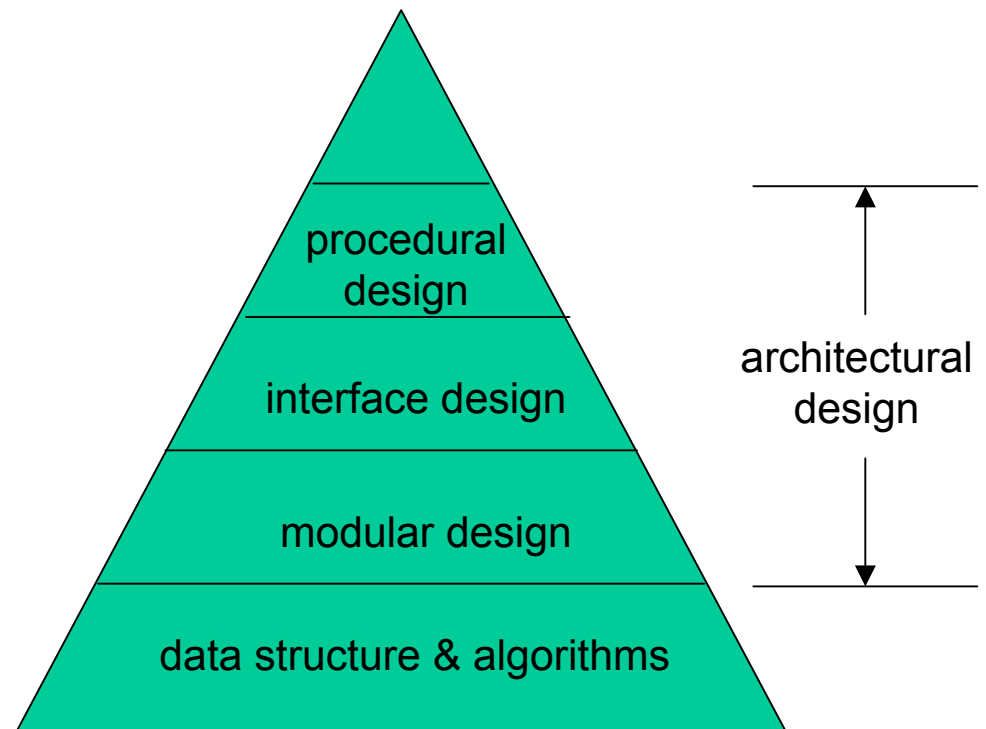 procedural
design
interface design
modular design
data structure & algorithms
architectural
design